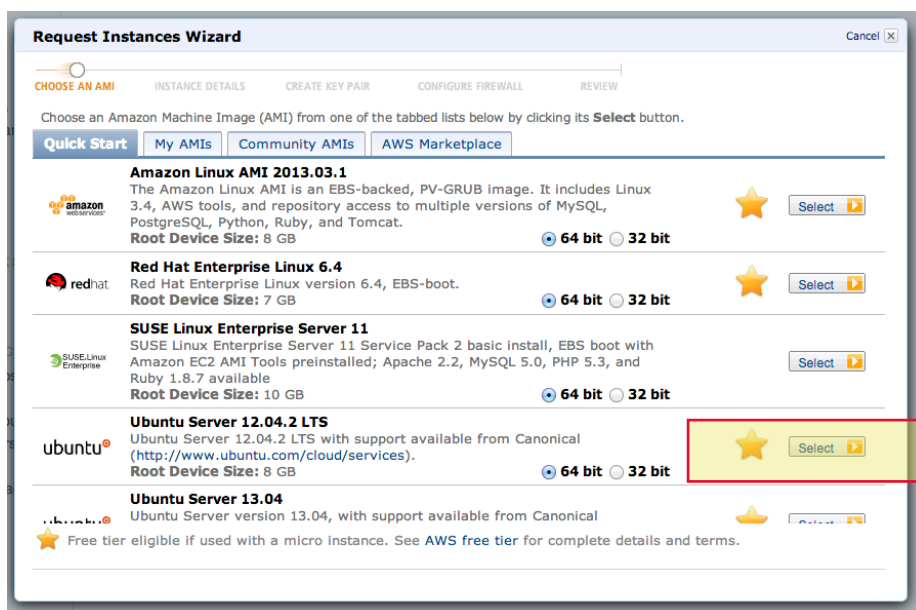 Request Instances Wizard
Cancel
CHOOSE AN AMI INSTANCE DETAILS CREATE KEY PAIR CONFIGURE FIREWALL REVIEW
Choose an Amazon Machine Image (AMI) from one of the tabbed lists below by clicking its Select button.
Quick Start My AMIs Community AMIs AWS Marketplace
Amazon Linux AMI 2013.03.1
The Amazon Linux AMI is an EBS-backed, PV-GRUB image. It includes Linux
3.4, AWS tools, and repository access to multiple versions of MySQL,
PostgreSQL, Python, Ruby, and Tomcat.
Root Device Size: 8 GB
amazon
webservices
64 bit 32 bit
Select
Red Hat Enterprise Linux 6.4
Red Hat Enterprise Linux version 6.4, EBS-boot.
Root Device Size: 7 GB
redhat.
64 bit 32 bit
Select
SUSE Linux Enterprise Server 11
SUSE Linux Enterprise Server 11 Service Pack 2 basic install, EBS boot with
Amazon EC2 AMI Tools preinstalled; Apache 2.2, MySQL 5.0, PHP 5.3, and
Ruby 1.8.7 available
Root Device Size: 10 GB
SUSE.Linux
Enterprise
64 bit 32 bit
Select
Ubuntu Server 12.04.2 LTS
Ubuntu Server 12.04.2 LTS with support available from Canonical
(http://www.ubuntu.com/cloud/services).
Root Device Size: 8 GB
ubuntu
64 bit 32 bit
Select
Ubuntu Server 13.04
Ubuntu Server version 13.04, with support available from Canonical
ubuntu
Select
Free tier eligible if used with a micro instance. See AWS free tier for complete details and terms.